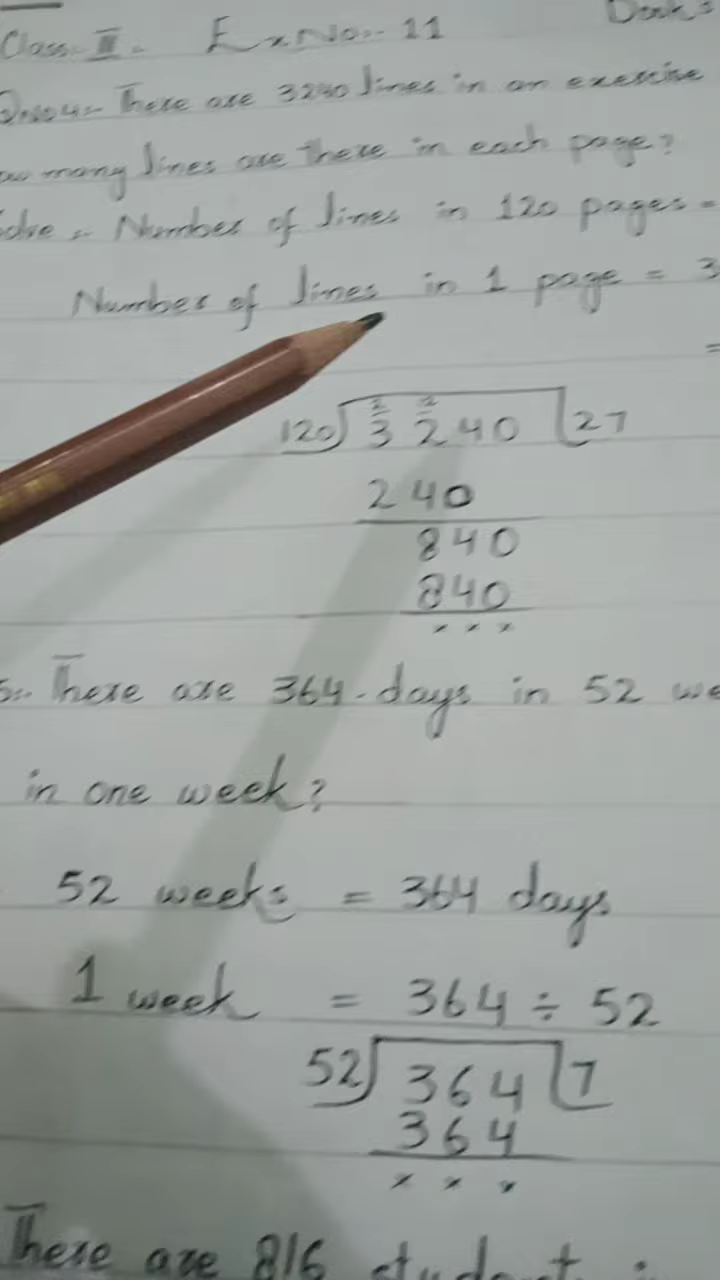 Class III. Ex No.. 11
There are 3240 lines in an exercise
many lines are there in each page?
Number of lines in 120 pages =
Number of lines in 1 page = 3
=
120) 3240 27
240
840
840
x x x
5.. There are 364 days in 52 we
in one week?
52 weeks = 364 days
1 week = 364 ÷ 52
52) 364 7
364
x x x
There are 816